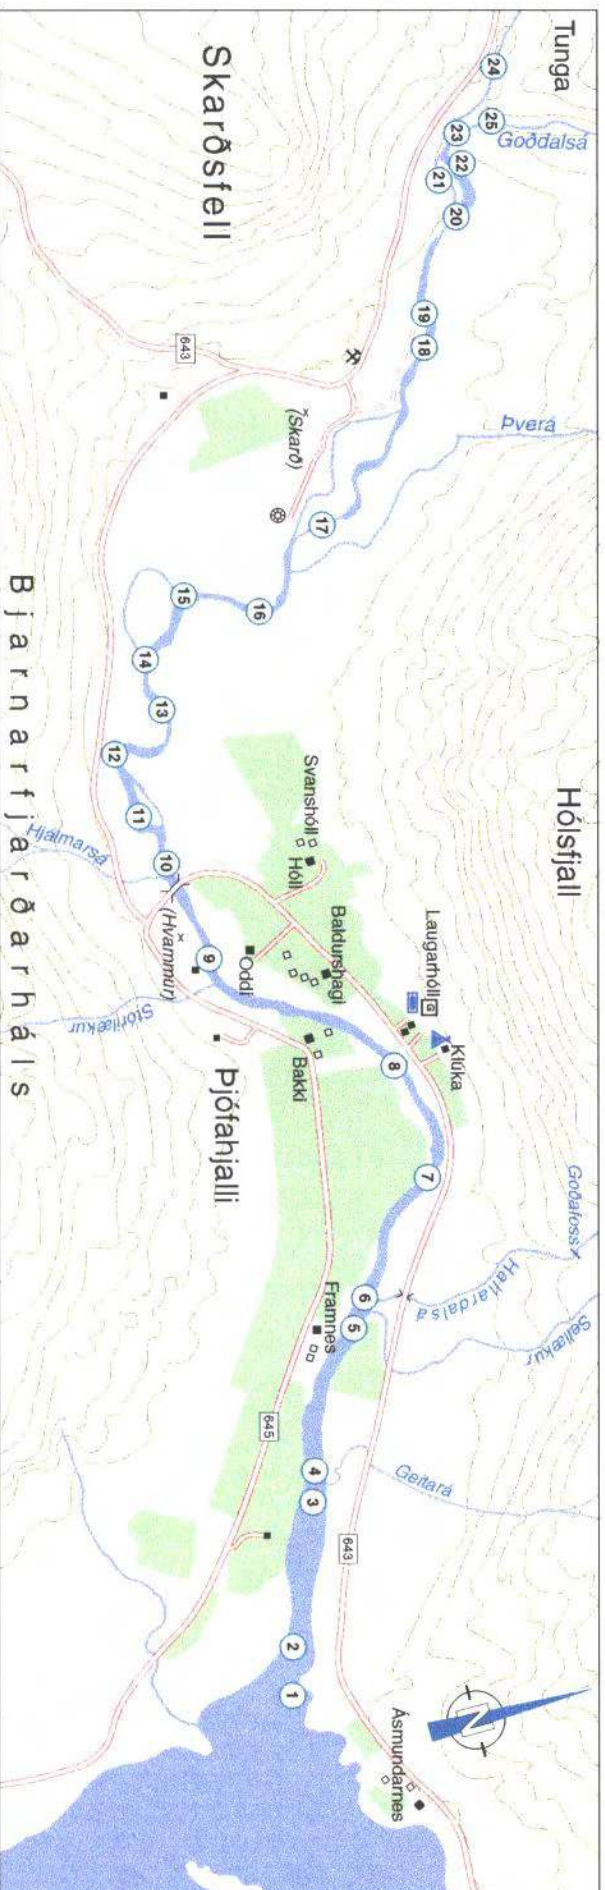 Tunga
24
25
Goðdalsá
23
22
21
20
Skarðsfell
19
18
643
(Skarð)
Þverá
17
16
15
14
13
12
11
10
Hjálmarsá
Bjarnarfjarðarháls
Hólsfjall
Svanshóll
Hóll
Baldurshagi
Oddi
(Hvammur)
9
Stórilækur
Laugarhóll
G
Klúka
8
Bakki
Þjófahjalli
7
Goðafoss
Hallardalsá
Sellækur
6
5
Framnes
645
4
3
Geitará
643
2
1
N
Ásmundarnes